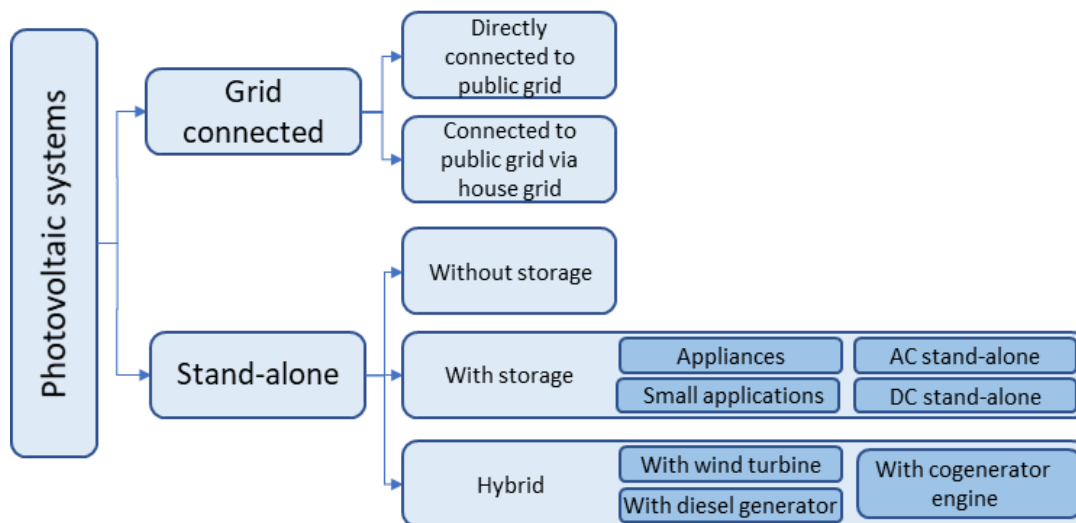 Photovoltaic systems
Grid
connected
Directly
connected to
public grid
Connected to
public grid via
house grid
Stand-alone
Without storage
With storage
Appliances
AC stand-alone
Small applications
DC stand-alone
Hybrid
With wind turbine
With diesel generator
With cogenerator
engine